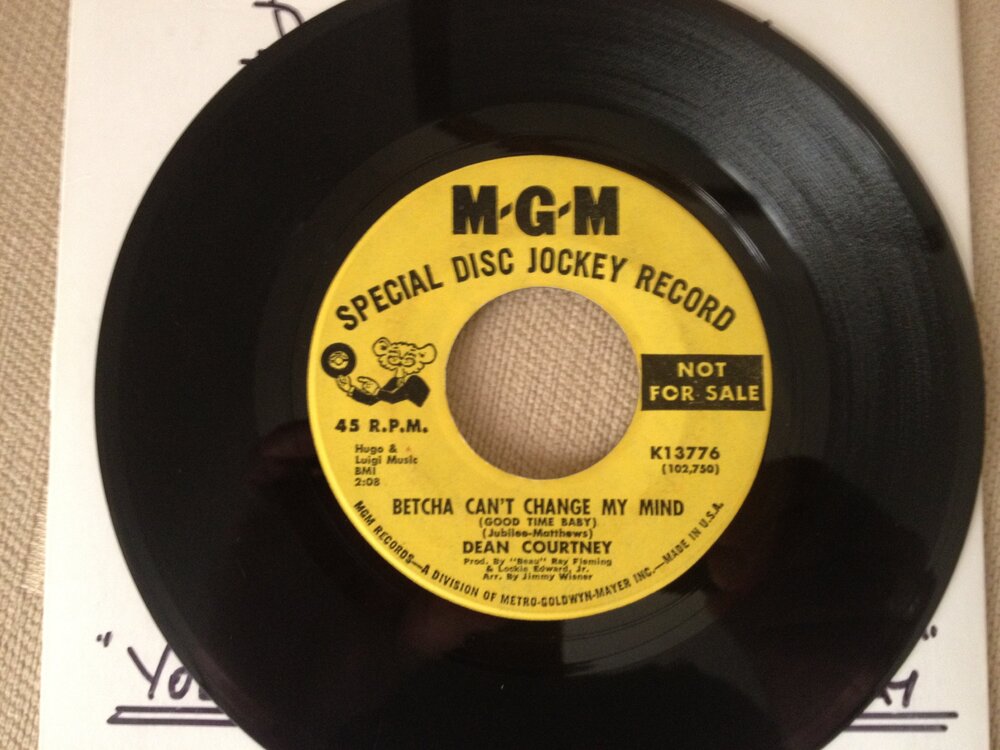 M-G-M
SPECIAL DISC JOCKEY RECORD
NOT
FOR SALE
45 R.P.M.
Hugo &
Luigi Music
BMI
2:08
K13776
(102,750)
BETCHA CAN'T CHANGE MY MIND
(GOOD TIME BABY)
(Jubilee-Matthews)
DEAN COURTNEY
Prod. By "Beau" Ray Fleming
& Lockie Edward, Jr.
Arr. By Jimmy Wisner
MGM RECORDS—A DIVISION OF METRO-GOLDWYN-MAYER INC.—MADE IN U.S.A.